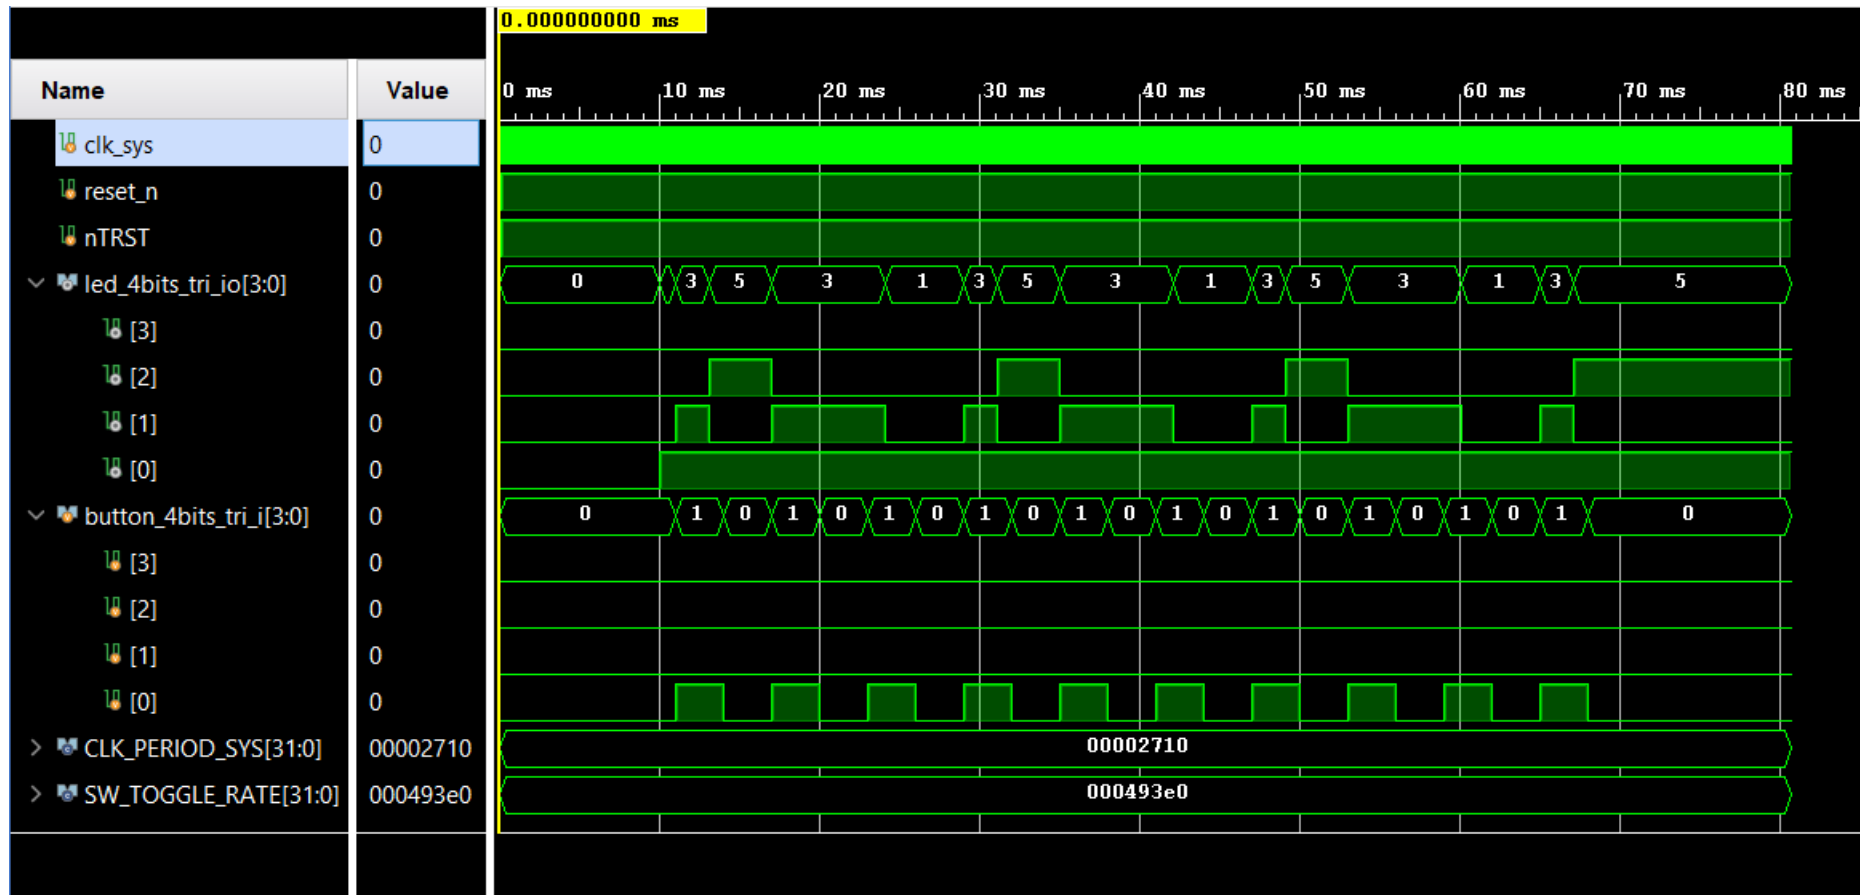 0.000000000 ms
Name Value 0 ms 10 ms 20 ms 30 ms 40 ms 50 ms 60 ms 70 ms 80 ms
clk_sys 0
reset_n 0
nTRST 0
led_4bits_tri_io[3:0] 0 0 3 5 3 1 3 5 3 1 3 5 3 1 3 5
[3] 0
[2] 0
[1] 0
[0] 0
button_4bits_tri_i[3:0] 0 0 1 0 1 0 1 0 1 0 1 0 1 0 1 0 1 0 1 0 1 0
[3] 0
[2] 0
[1] 0
[0] 0
CLK_PERIOD_SYS[31:0] 00002710 00002710
SW_TOGGLE_RATE[31:0] 000493e0 000493e0